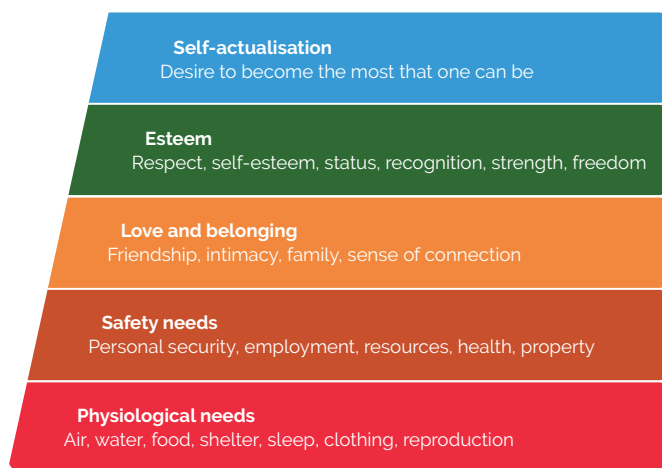 Self-actualisation
Desire to become the most that one can be
Esteem
Respect, self-esteem, status, recognition, strength, freedom
Love and belonging
Friendship, intimacy, family, sense of connection
Safety needs
Personal security, employment, resources, health, property
Physiological needs
Air, water, food, shelter, sleep, clothing, reproduction